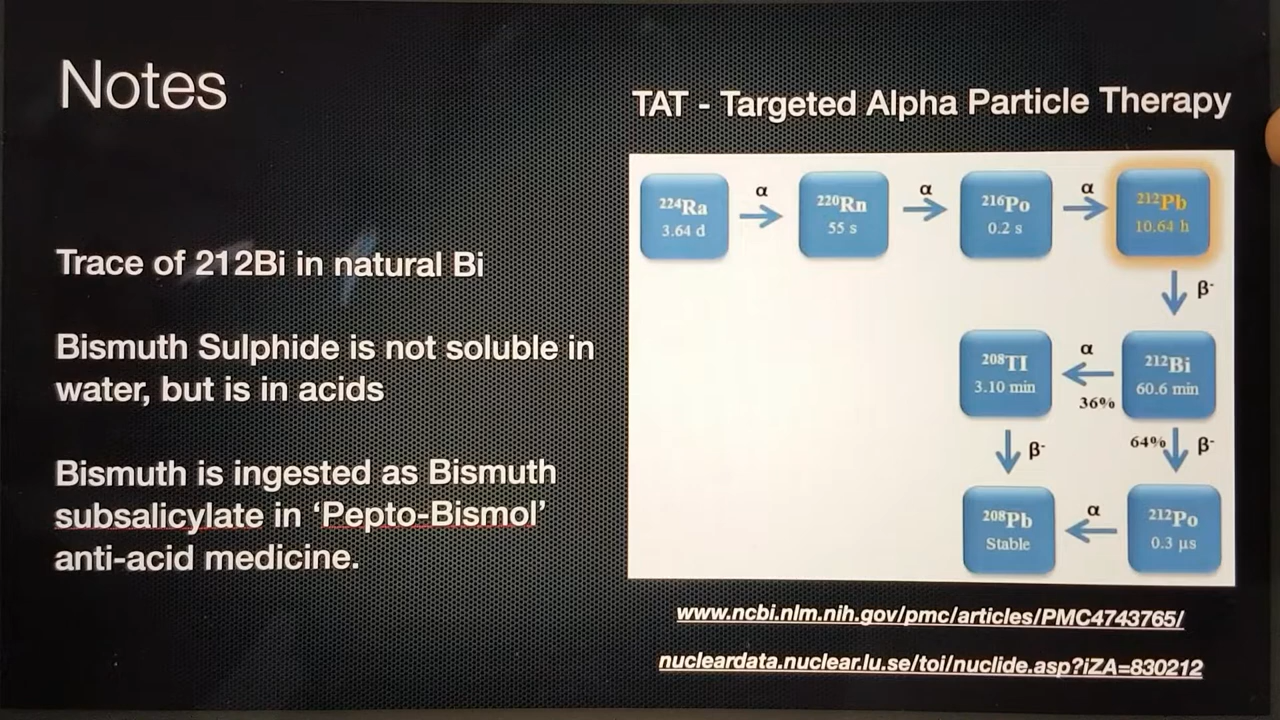 Notes
Trace of 212Bi in natural Bi
Bismuth Sulphide is not soluble in
water, but is in acids
Bismuth is ingested as Bismuth
subsalicylate in ‘Pepto-Bismol’
anti-acid medicine.
TAT - Targeted Alpha Particle Therapy
²²⁴Ra
3.64 d
α
²²⁰Rn
55 s
α
²¹⁶Po
0.2 s
α
²¹²Pb
10.64 h
β⁻
²⁰⁸Tl
3.10 min
α
36%
²¹²Bi
60.6 min
β⁻
64%
β⁻
²⁰⁸Pb
Stable
α
²¹²Po
0.3 µs
www.ncbi.nlm.nih.gov/pmc/articles/PMC4743765/
nucleardata.nuclear.lu.se/toi/nuclide.asp?iZA=830212